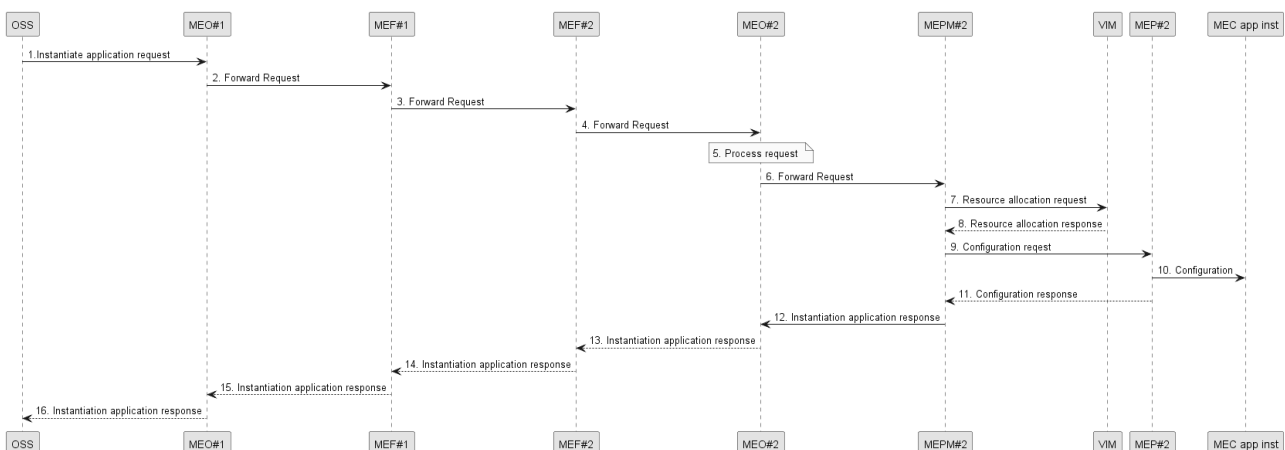 OSS MEO#1 MEF#1 MEF#2 MEO#2 MEPM#2 VIM MEP#2 MEC app inst
1.Instantiate application request
2. Forward Request
3. Forward Request
4. Forward Request
5. Process request
6. Forward Request
7. Resource allocation request
8. Resource allocation response
9. Configuration reqest
10. Configuration
11. Configuration response
12. Instantiation application response
13. Instantiation application response
14. Instantiation application response
15. Instantiation application response
16. Instantiation application response
OSS MEO#1 MEF#1 MEF#2 MEO#2 MEPM#2 VIM MEP#2 MEC app inst